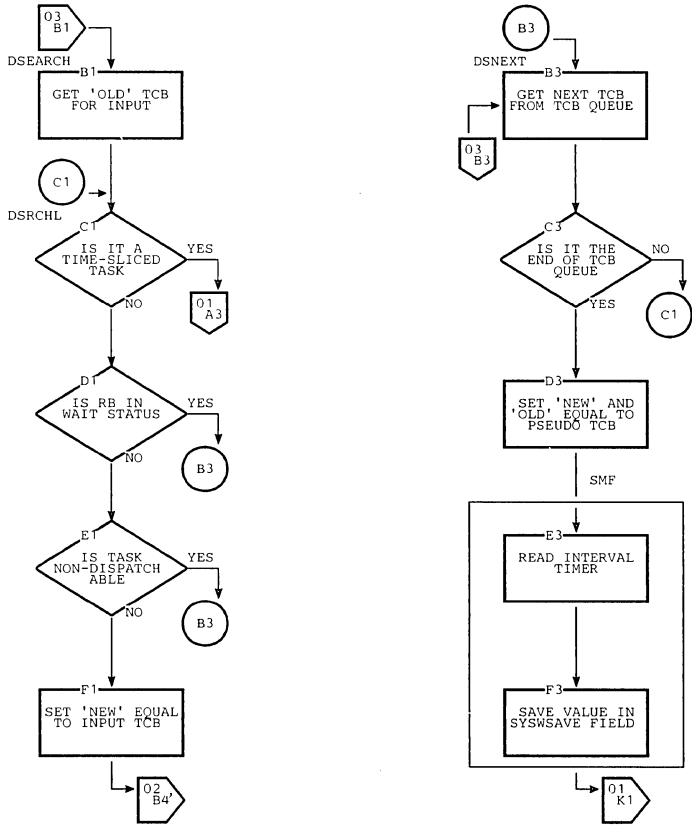 03
B1
DSEARCH
B1
GET 'OLD' TCB
FOR INPUT
C1
DSRCHL
C1
IS IT A
TIME-SLICED
TASK
YES
01
A3
NO
D1
IS RB IN
WAIT STATUS
YES
B3
NO
E1
IS TASK
NON-DISPATCH
ABLE
YES
B3
NO
F1
SET 'NEW' EQUAL
TO INPUT TCB
02
B4'
B3
DSNEXT
B3
GET NEXT TCB
FROM TCB QUEUE
03
B3
C3
IS IT THE
END OF TCB
QUEUE
NO
C1
YES
D3
SET 'NEW' AND
'OLD' EQUAL TO
PSEUDO TCB
SMF
E3
READ INTERVAL
TIMER
F3
SAVE VALUE IN
SYSWSAVE FIELD
01
K1